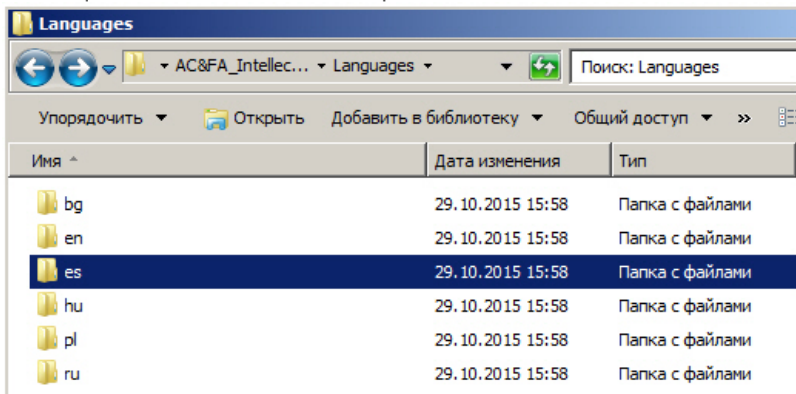 Languages
AC&FA_Intellec... Languages Поиск: Languages
Упорядочить Открыть Добавить в библиотеку Общий доступ »
Имя Дата изменения Тип
bg 29.10.2015 15:58 Папка с файлами
en 29.10.2015 15:58 Папка с файлами
es 29.10.2015 15:58 Папка с файлами
hu 29.10.2015 15:58 Папка с файлами
pl 29.10.2015 15:58 Папка с файлами
ru 29.10.2015 15:58 Папка с файлами